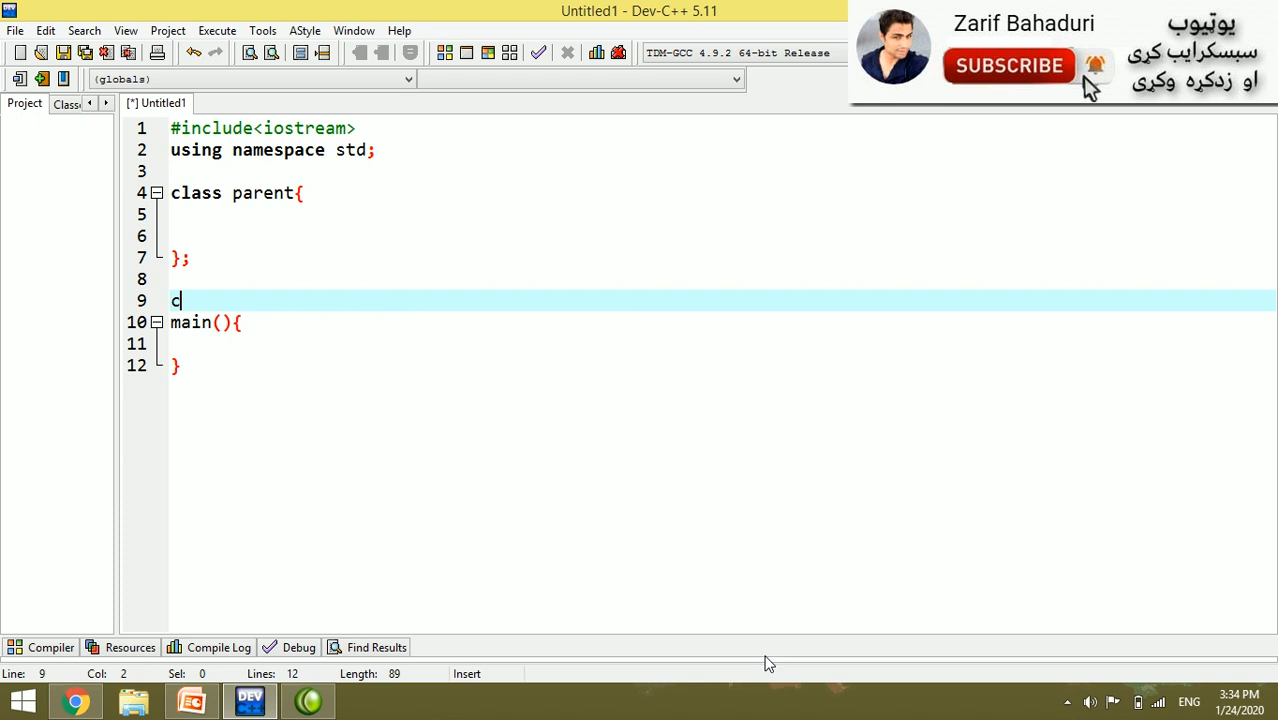 Untitled1 - Dev-C++ 5.11
File Edit Search View Project Execute Tools AStyle Window Help
TDM-GCC 4.9.2 64-bit Release
(globals)
Project Classe [*] Untitled1
1 #include<iostream>
2 using namespace std;
3
4 class parent{
5
6
7 };
8
9 c
10 main(){
11
12 }
Zarif Bahaduri
SUBSCRIBE
یوټیوب
سبسکرایب کړی
او زدکړه وکړی
Compiler Resources Compile Log Debug Find Results
Line: 9 Col: 2 Sel: 0 Lines: 12 Length: 89 Insert
DEV C++
ENG
3:34 PM
1/24/2020